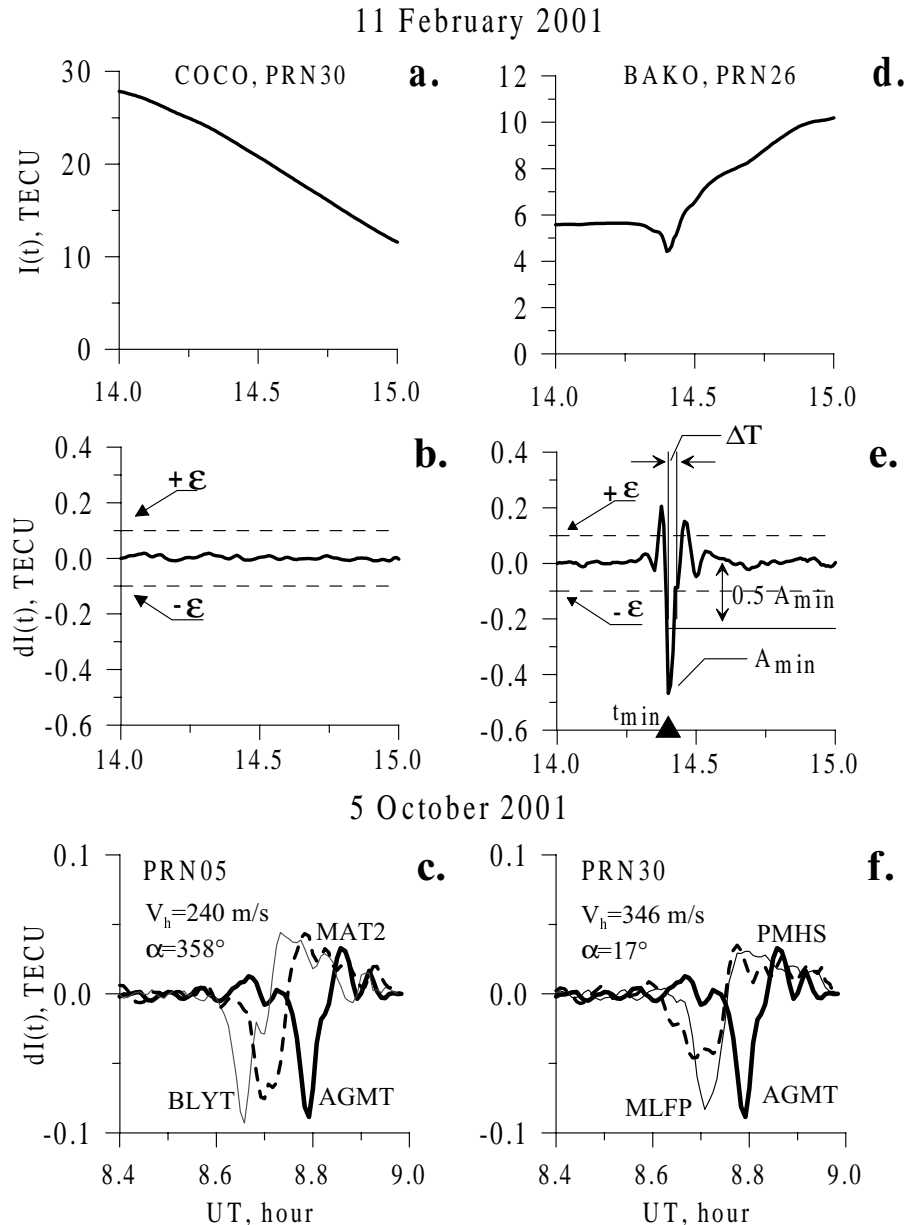 11 February 2001
COCO, PRN30
a.
I(t), TECU
30
20
10
0
14.0
14.5
15.0
BAKO, PRN26
d.
12
10
8
6
4
2
0
14.0
14.5
15.0
b.
dI(t), TECU
0.4
0.2
0.0
-0.2
-0.4
-0.6
+ε
-ε
14.0
14.5
15.0
ΔT
e.
0.4
0.2
0.0
-0.2
-0.4
-0.6
+ε
-ε
0.5 Amin
Amin
tmin
14.0
14.5
15.0
5 October 2001
PRN05
c.
Vh=240 m/s
α=358°
MAT2
BLYT
AGMT
dI(t), TECU
0.1
0.0
-0.1
8.4
8.6
8.8
9.0
UT, hour
PRN30
f.
Vh=346 m/s
α=17°
PMHS
MLFP
AGMT
0.1
0.0
-0.1
8.4
8.6
8.8
9.0
UT, hour